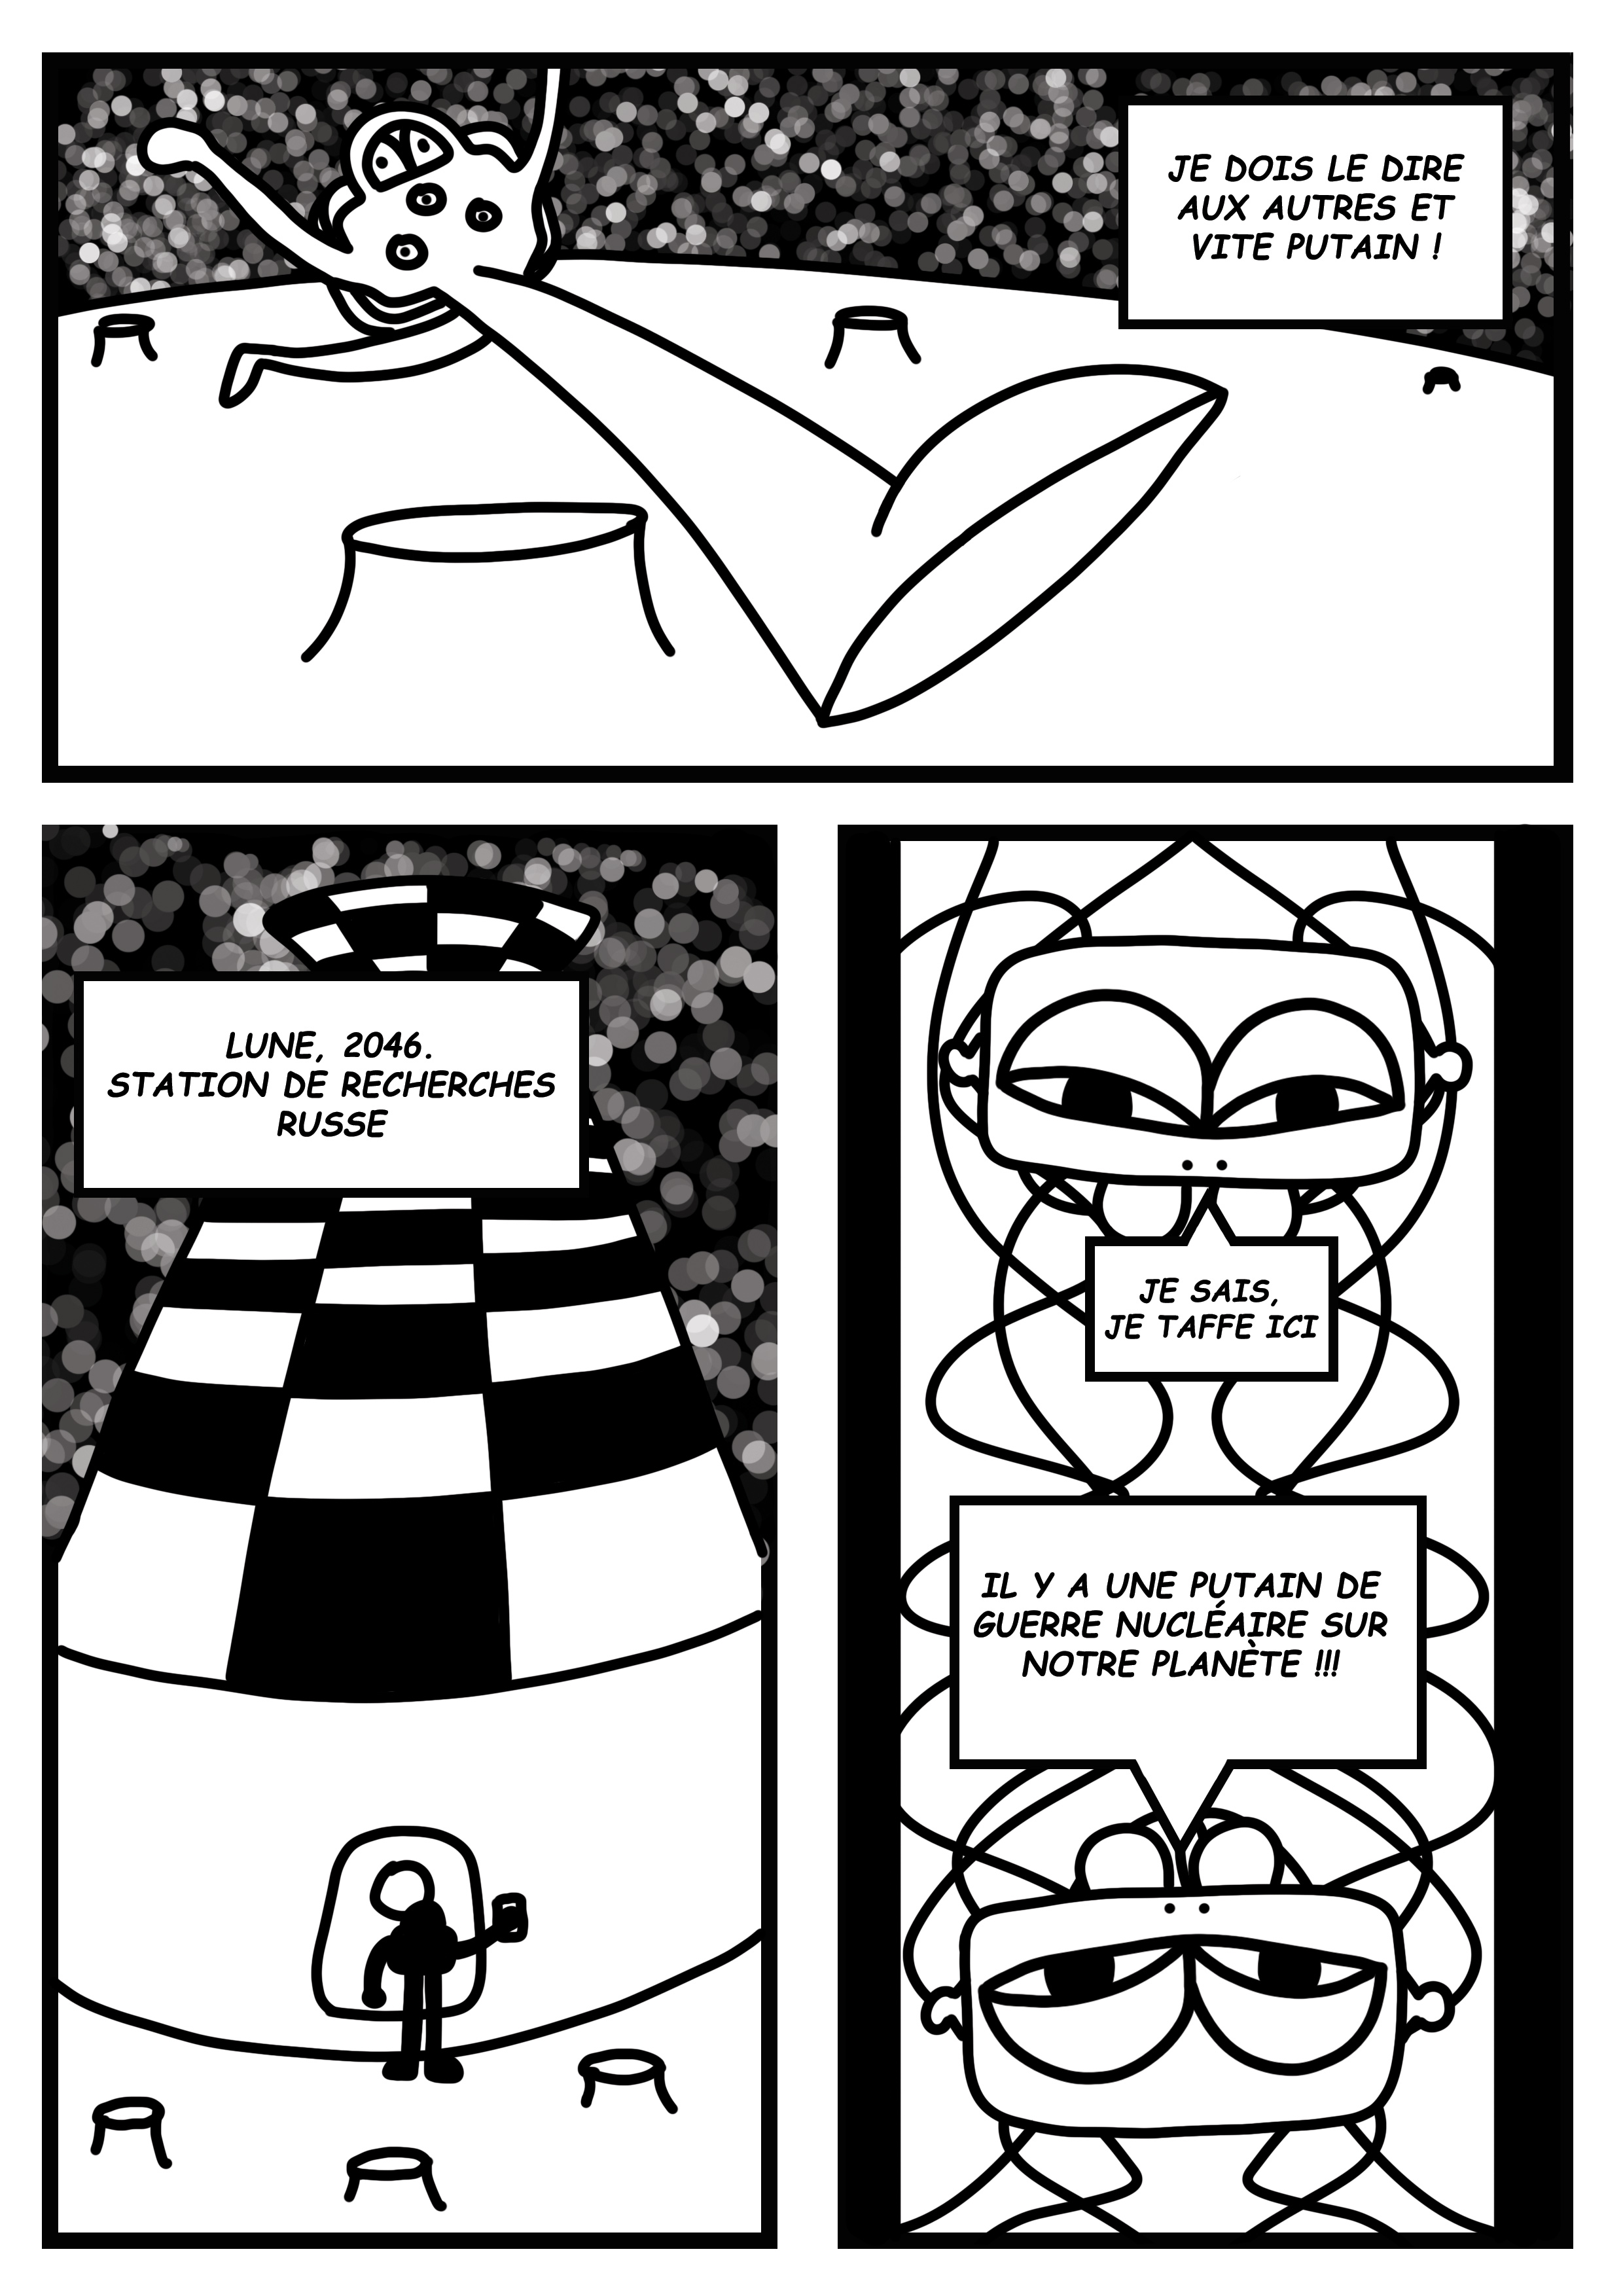 JE DOIS LE DIRE
AUX AUTRES ET
VITE PUTAIN !
LUNE, 2046.
STATION DE RECHERCHES
RUSSE
JE SAIS,
JE TAFFE ICI
IL Y A UNE PUTAIN DE
GUERRE NUCLÉAIRE SUR
NOTRE PLANÈTE !!!